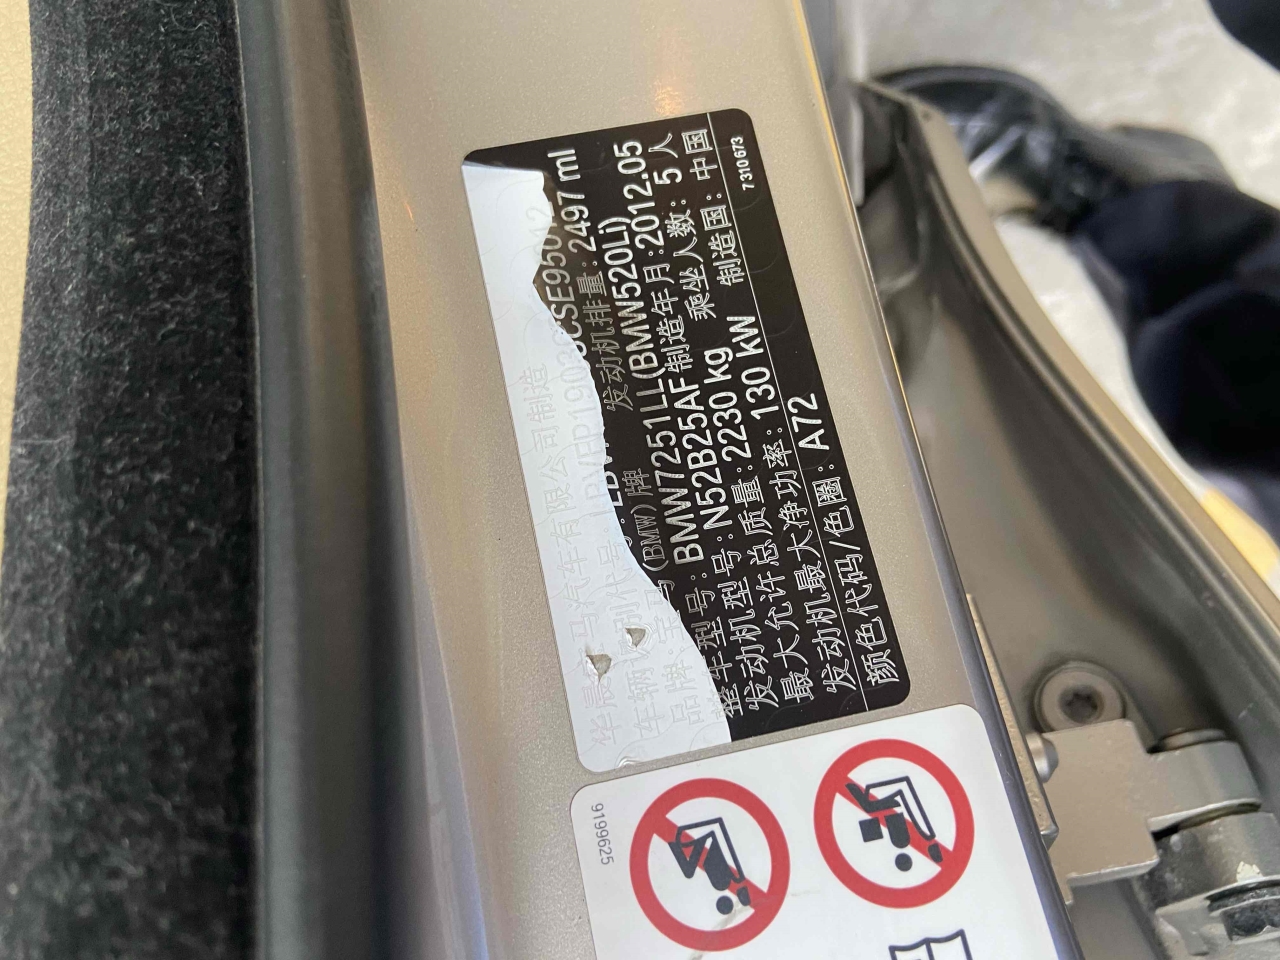 华晨宝马汽车有限公司制造
车辆识别代号:
品牌:宝马(BMW)牌 发动机排量: 2497 ml
整车型号: BMW7251LL(BMW520Li)
发动机型号: N52B25AF 制造年月: 2012.05
最大允许总质量: 2230 kg 乘坐人数: 5 人
发动机最大净功率: 130 kW 制造国: 中国
颜色代码/色圈: A72
7 310 673
9199625